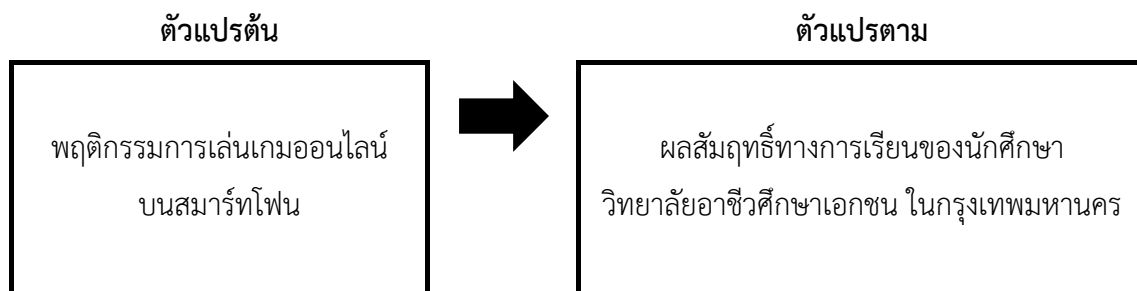 ตัวแปรต้น
ตัวแปรตาม
พฤติกรรมการเล่นเกมออนไลน์
บนสมาร์ทโฟน
ผลสัมฤทธิ์ทางการเรียนของนักศึกษา
วิทยาลัยอาชีวศึกษาเอกชน ในกรุงเทพมหานคร